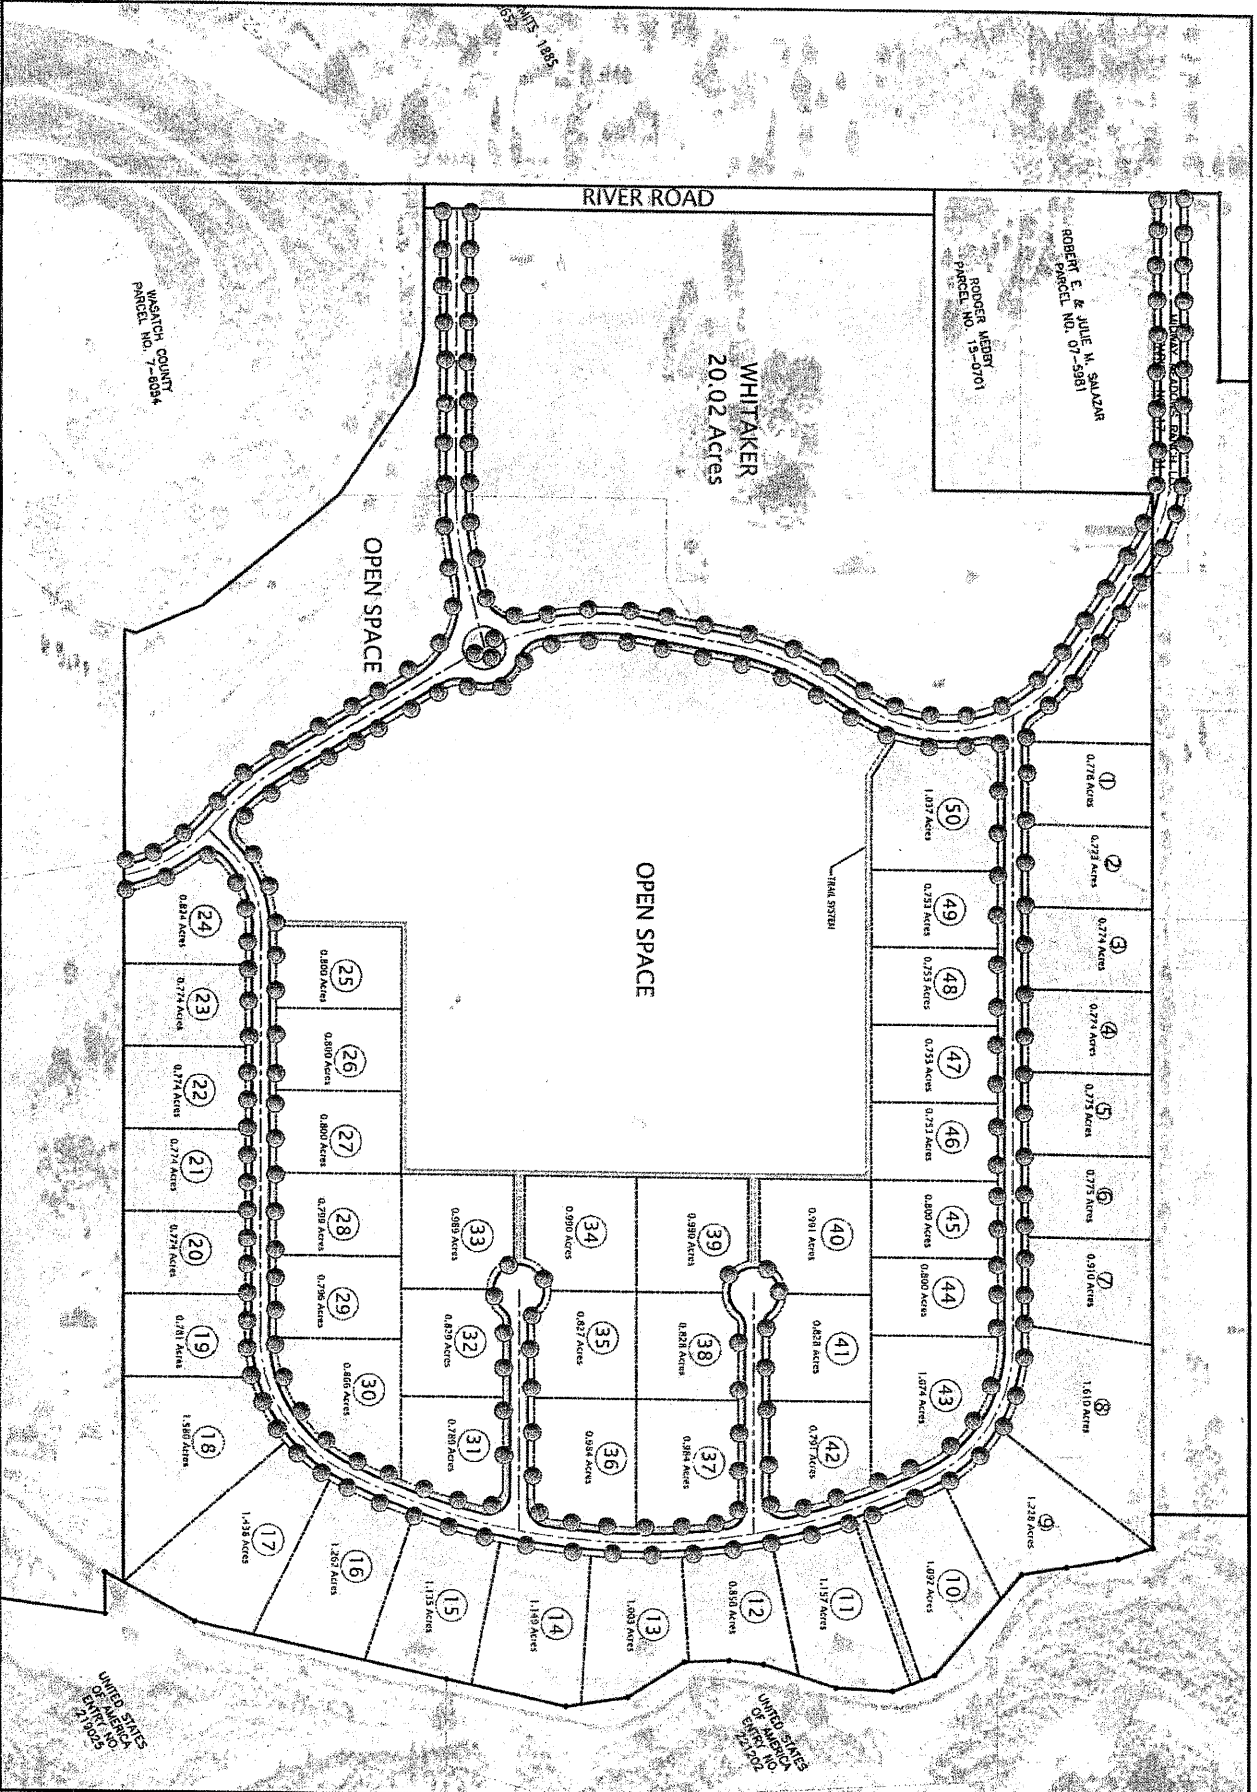 RIVER ROAD
ROBERT E. & JULIE M. SALAZAR
PARCEL NO. 07-5981
RODGER MEDBY
PARCEL NO. 15-0701
WHITAKER
20.02 Acres
WASATCH COUNTY
PARCEL NO. 7-6094
OPEN SPACE
OPEN SPACE
TRAIL SYSTEM
1
0.776 Acres
2
0.773 Acres
3
0.774 Acres
4
0.774 Acres
5
0.775 Acres
6
0.775 Acres
7
0.910 Acres
8
1.610 Acres
9
1.228 Acres
10
1.092 Acres
11
1.157 Acres
12
0.850 Acres
13
1.003 Acres
14
1.149 Acres
15
1.135 Acres
16
1.262 Acres
17
1.438 Acres
18
1.580 Acres
19
0.781 Acres
20
0.774 Acres
21
0.774 Acres
22
0.774 Acres
23
0.774 Acres
24
0.824 Acres
25
0.800 Acres
26
0.800 Acres
27
0.800 Acres
28
0.799 Acres
29
0.796 Acres
30
0.866 Acres
31
0.780 Acres
32
0.829 Acres
33
0.989 Acres
34
0.990 Acres
35
0.827 Acres
36
0.984 Acres
37
0.984 Acres
38
0.828 Acres
39
0.990 Acres
40
0.991 Acres
41
0.828 Acres
42
0.791 Acres
43
1.074 Acres
44
0.800 Acres
45
0.800 Acres
46
0.753 Acres
47
0.753 Acres
48
0.753 Acres
49
0.753 Acres
50
1.037 Acres
UNITED STATES
OF AMERICA
ENTRY NO.
221202
UNITED STATES
OF AMERICA
ENTRY NO.
219025